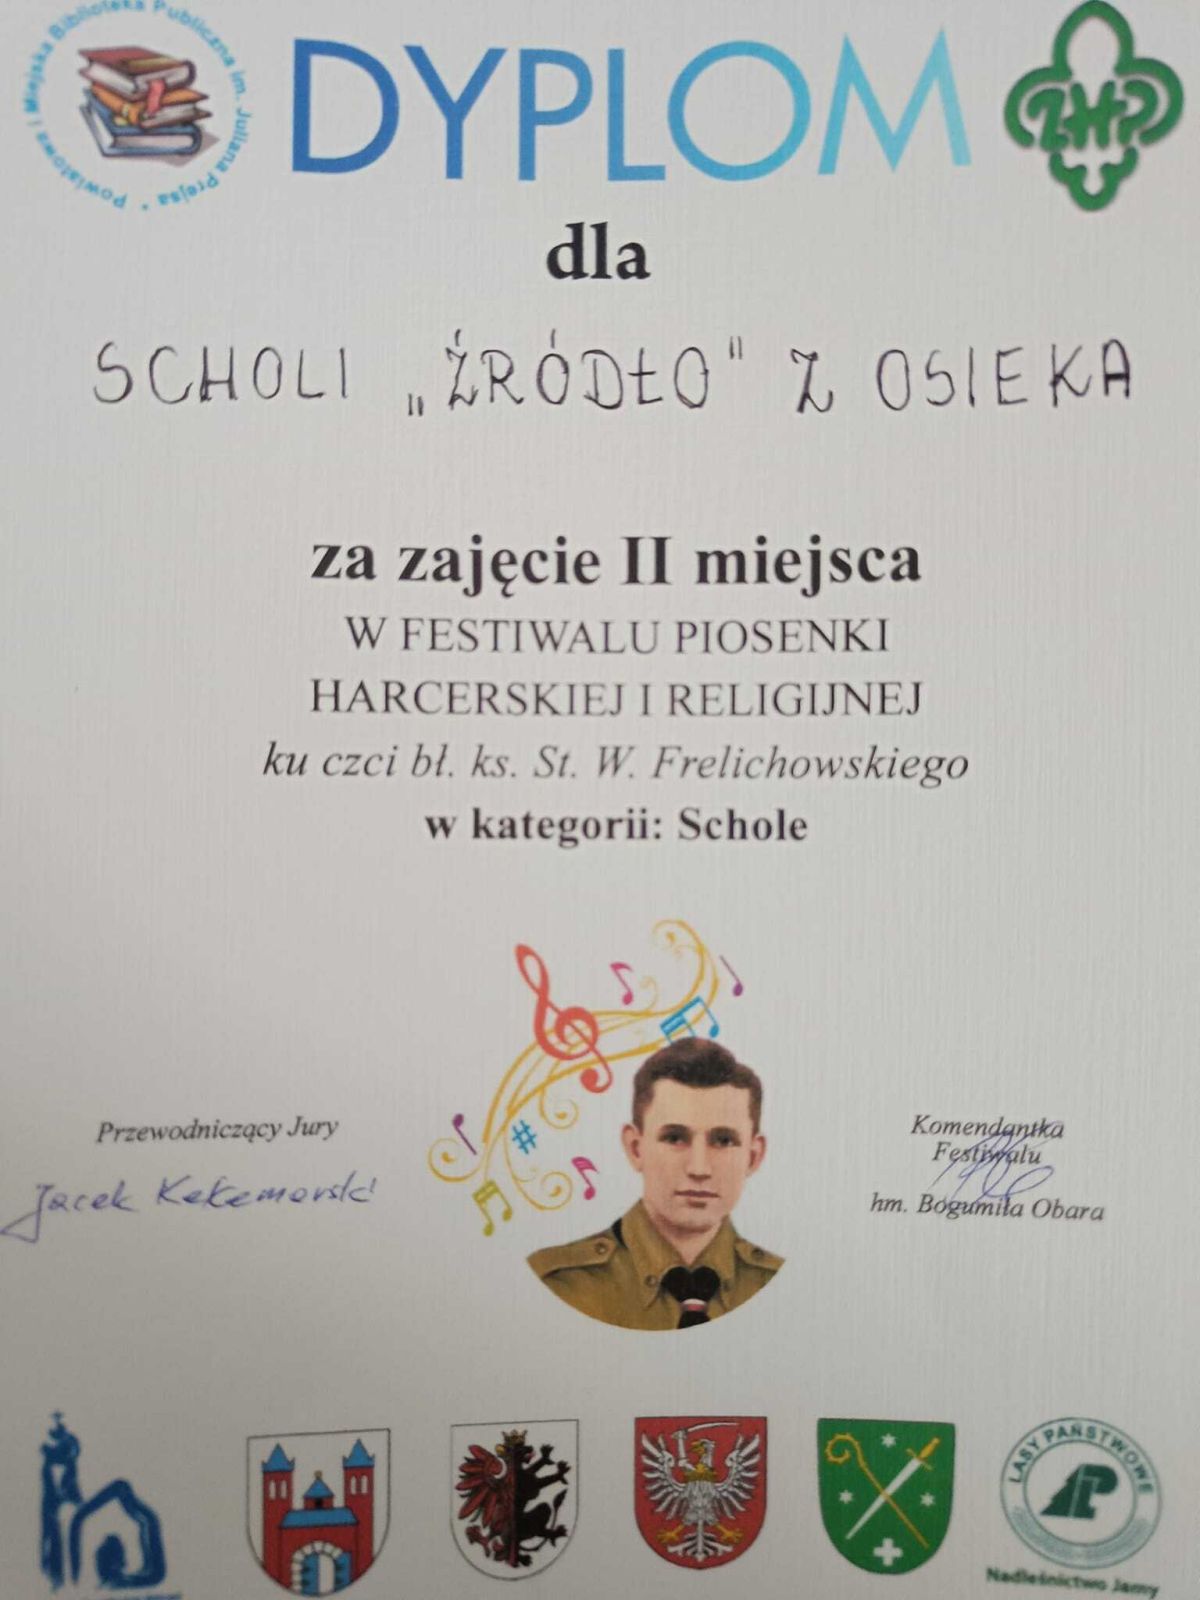 Powiatowa i Miejska Biblioteka Publiczna im. Juliana Prejsa *
DYPLOM
ZHP
dla
SCHOLI „ŹRÓDŁO" Z OSIEKA
za zajęcie II miejsca
W FESTIWALU PIOSENKI
HARCERSKIEJ I RELIGIJNEJ
ku czci bł. ks. St. W. Frelichowskiego
w kategorii: Schole
Przewodniczący Jury
Jacek
Komendantka
Festiwalu
hm. Bogumiła Obara
LASY PAŃSTWOWE
Nadleśnictwo Jamy